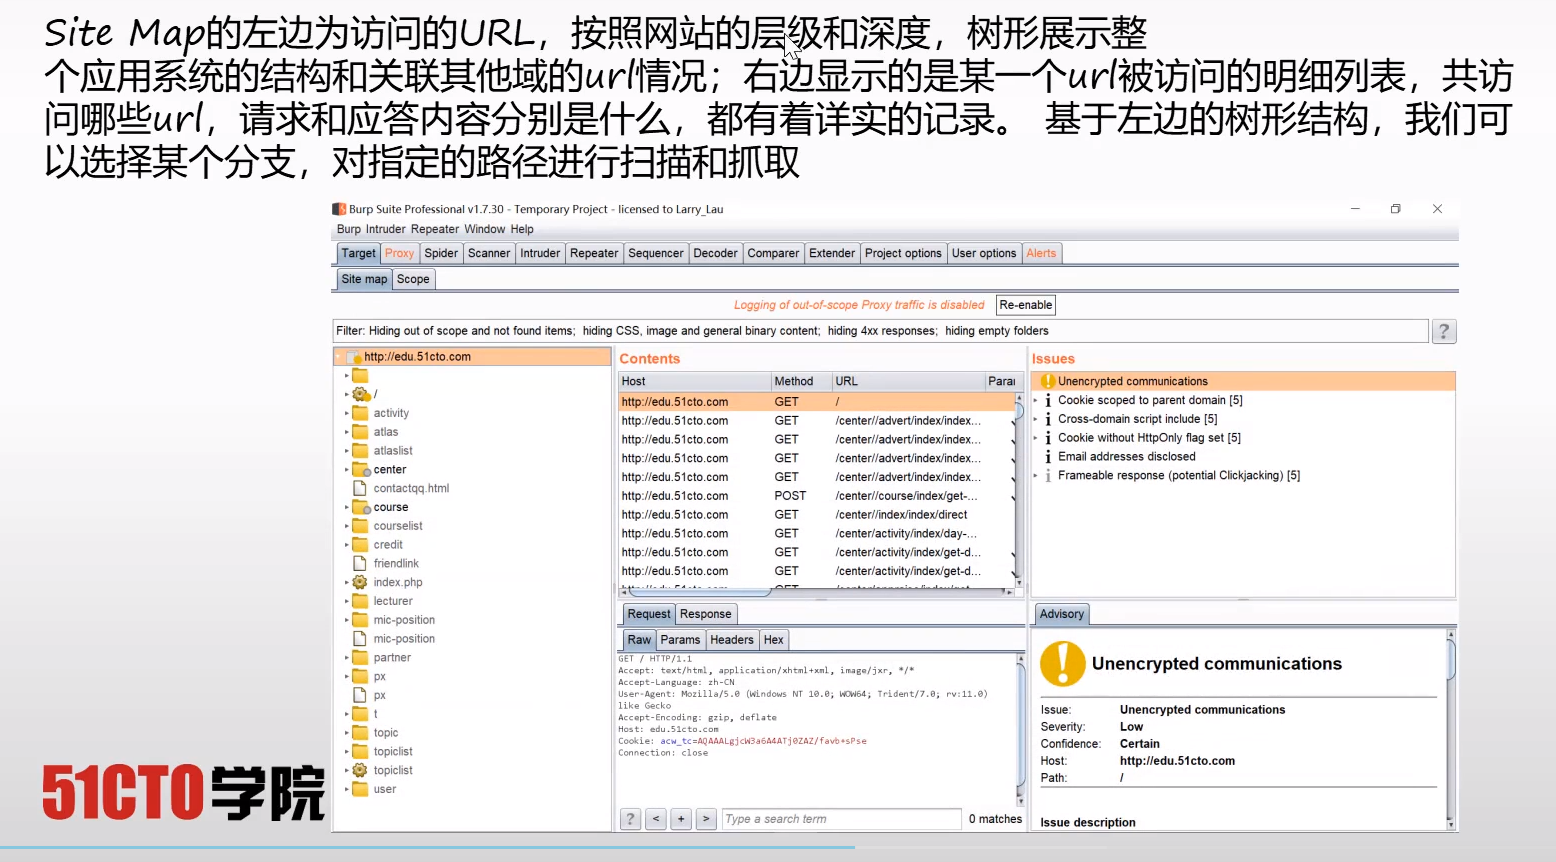 Site Map的左边为访问的URL，按照网站的层级和深度，树形展示整
个应用系统的结构和关联其他域的url情况；右边显示的是某一个url被访问的明细列表，共访
问哪些url，请求和应答内容分别是什么，都有着详实的记录。 基于左边的树形结构，我们可
以选择某个分支，对指定的路径进行扫描和抓取
Burp Suite Professional v1.7.30 - Temporary Project - licensed to Larry_Lau
Burp Intruder Repeater Window Help
Target Proxy Spider Scanner Intruder Repeater Sequencer Decoder Comparer Extender Project options User options Alerts
Site map Scope
Logging of out-of-scope Proxy traffic is disabled Re-enable
Filter: Hiding out of scope and not found items; hiding CSS, image and general binary content; hiding 4xx responses; hiding empty folders ?
http://edu.51cto.com
/
activity
atlas
atlaslist
center
contactqq.html
course
courselist
credit
friendlink
index.php
lecturer
mic-position
mic-position
partner
px
px
t
topic
topiclist
topiclist
user
Contents
Host Method URL Parar
http://edu.51cto.com GET /
http://edu.51cto.com GET /center//advert/index/index...
http://edu.51cto.com GET /center//advert/index/index...
http://edu.51cto.com GET /center//advert/index/index...
http://edu.51cto.com GET /center//advert/index/index...
http://edu.51cto.com POST /center//course/index/get-...
http://edu.51cto.com GET /center//index/index/direct
http://edu.51cto.com GET /center/activity/index/day-...
http://edu.51cto.com GET /center/activity/index/get-d...
http://edu.51cto.com GET /center/activity/index/get-d...
Request Response
Raw Params Headers Hex
GET / HTTP/1.1
Accept: text/html, application/xhtml+xml, image/jxr, */*
Accept-Language: zh-CN
User-Agent: Mozilla/5.0 (Windows NT 10.0; WOW64; Trident/7.0; rv:11.0)
like Gecko
Accept-Encoding: gzip, deflate
Host: edu.51cto.com
Cookie: acw_tc=AQAAALgjcW3a6A4ATj0ZAZ/favb+sPse
Connection: close
? < + > Type a search term 0 matches
Issues
Unencrypted communications
Cookie scoped to parent domain [5]
Cross-domain script include [5]
Cookie without HttpOnly flag set [5]
Email addresses disclosed
Frameable response (potential Clickjacking) [5]
Advisory
Unencrypted communications
Issue: Unencrypted communications
Severity: Low
Confidence: Certain
Host: http://edu.51cto.com
Path: /
Issue description
51CTO学院